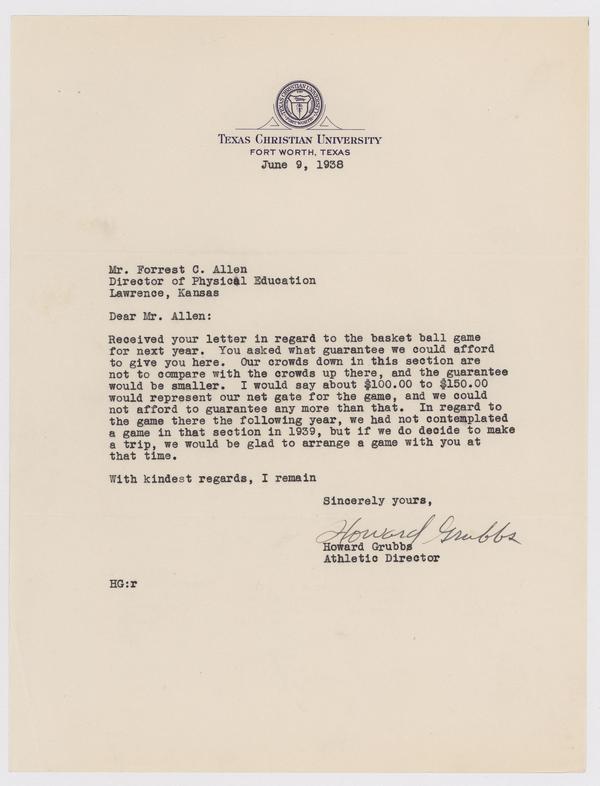 TEXAS CHRISTIAN UNIVERSITY
FORT WORTH
TEXAS CHRISTIAN UNIVERSITY
FORT WORTH, TEXAS
June 9, 1938
Mr. Forrest C. Allen
Director of Physical Education
Lawrence, Kansas
Dear Mr. Allen:
Received your letter in regard to the basket ball game
for next year. You asked what guarantee we could afford
to give you here. Our crowds down in this section are
not to compare with the crowds up there, and the guarantee
would be smaller. I would say about $100.00 to $150.00
would represent our net gate for the game, and we could
not afford to guarantee any more than that. In regard to
the game there the following year, we had not contemplated
a game in that section in 1939, but if we do decide to make
a trip, we would be glad to arrange a game with you at
that time.
With kindest regards, I remain
Sincerely yours,
Howard Grubbs
Howard Grubbs
Athletic Director
HG:r